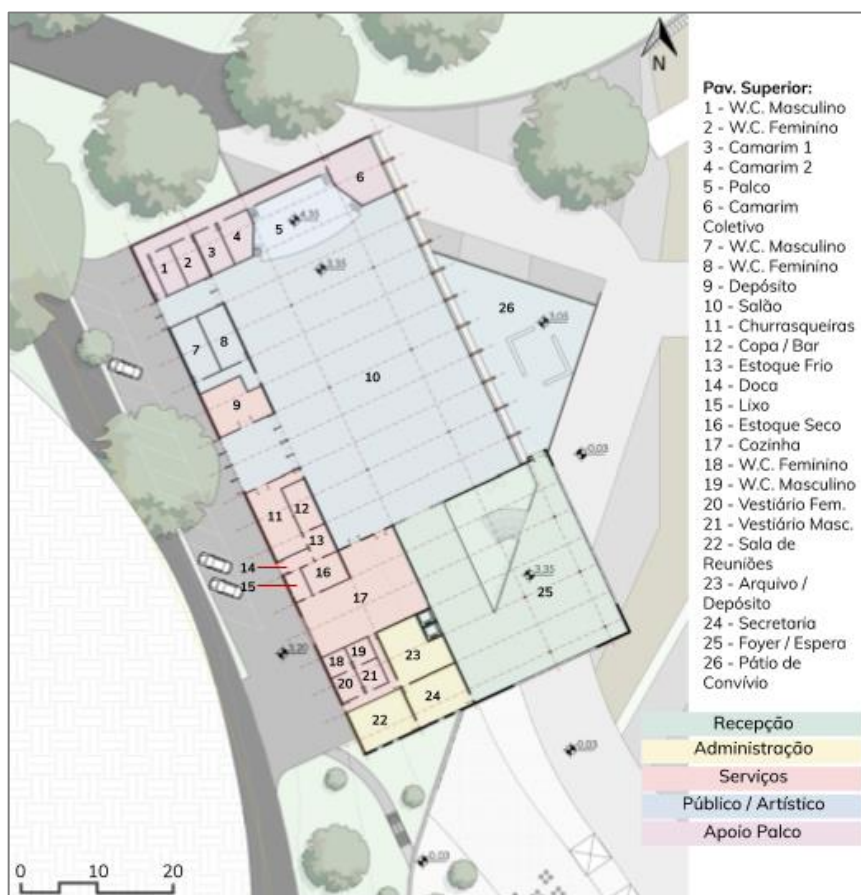 N
Pav. Superior:
1 - W.C. Masculino
2 - W.C. Feminino
3 - Camarim 1
4 - Camarim 2
5 - Palco
6 - Camarim
Coletivo
7 - W.C. Masculino
8 - W.C. Feminino
9 - Depósito
10 - Salão
11 - Churrasqueiras
12 - Copa / Bar
13 - Estoque Frio
14 - Doca
15 - Lixo
16 - Estoque Seco
17 - Cozinha
18 - W.C. Feminino
19 - W.C. Masculino
20 - Vestiário Fem.
21 - Vestiário Masc.
22 - Sala de
Reuniões
23 - Arquivo /
Depósito
24 - Secretaria
25 - Foyer / Espera
26 - Pátio de
Convívio
Recepção
Administração
Serviços
Público / Artístico
Apoio Palco
6
5
4
3
2
1
3,35
26
7
8
10
9
0,03
11
12
13
14
16
15
3,35
25
17
3,20
19
18
23
21
20
24
22
0,03
0,03
0 10 20